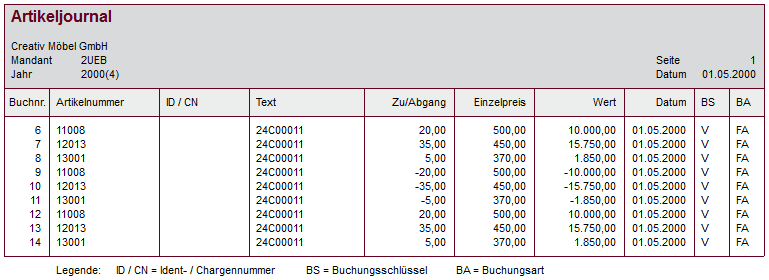 Artikeljournal
Creativ Möbel GmbH
Mandant 2UEB Seite 1
Jahr 2000(4) Datum 01.05.2000
Buchnr. Artikelnummer ID / CN Text Zu/Abgang Einzelpreis Wert Datum BS BA
6 11008 24C00011 20,00 500,00 10.000,00 01.05.2000 V FA
7 12013 24C00011 35,00 450,00 15.750,00 01.05.2000 V FA
8 13001 24C00011 5,00 370,00 1.850,00 01.05.2000 V FA
9 11008 24C00011 -20,00 500,00 -10.000,00 01.05.2000 V FA
10 12013 24C00011 -35,00 450,00 -15.750,00 01.05.2000 V FA
11 13001 24C00011 -5,00 370,00 -1.850,00 01.05.2000 V FA
12 11008 24C00011 20,00 500,00 10.000,00 01.05.2000 V FA
13 12013 24C00011 35,00 450,00 15.750,00 01.05.2000 V FA
14 13001 24C00011 5,00 370,00 1.850,00 01.05.2000 V FA
Legende: ID / CN = Ident- / Chargennummer BS = Buchungsschlüssel BA = Buchungsart